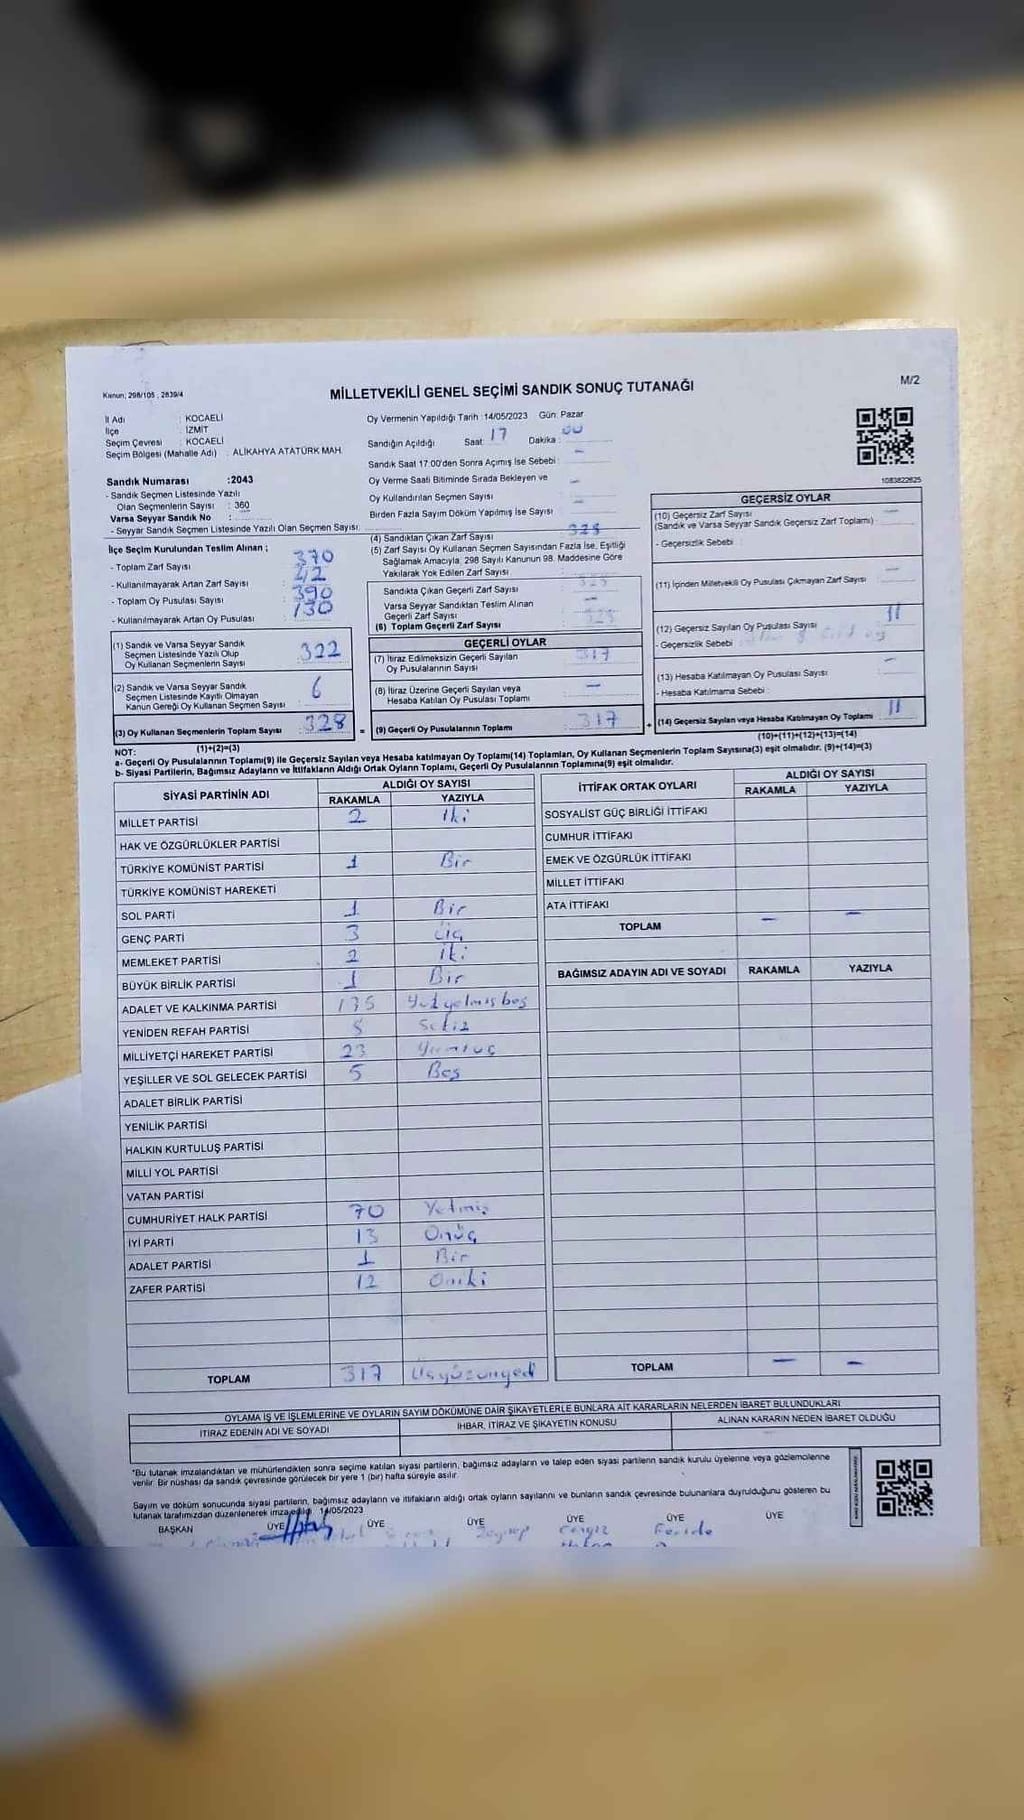 Kanun; 298/105 , 2839/4
MİLLETVEKİLİ GENEL SEÇİMİ SANDIK SONUÇ TUTANAĞI
M/2
İl Adı : KOCAELİ
İlçe : İZMİT
Seçim Çevresi : KOCAELİ
Seçim Bölgesi (Mahalle Adı) : ALİKAHYA ATATÜRK MAH.
Oy Vermenin Yapıldığı Tarih :14/05/2023 Gün: Pazar
Sandığın Açıldığı Saat: 17 Dakika : 00
Sandık Saat 17:00'den Sonra Açımış İse Sebebi : –
Oy Verme Saati Bitiminde Sırada Bekleyen ve
Oy Kullandırılan Seçmen Sayısı –
Birden Fazla Sayım Döküm Yapılmış İse Sayısı –
1083822625
Sandık Numarası :2043
- Sandık Seçmen Listesinde Yazılı
Olan Seçmenlerin Sayısı : 360
Varsa Seyyar Sandık No :
- Seyyar Sandık Seçmen Listesinde Yazılı Olan Seçmen Sayısı:
İlçe Seçim Kurulundan Teslim Alınan ;
- Toplam Zarf Sayısı 370
- Kullanılmayarak Artan Zarf Sayısı 42
- Toplam Oy Pusulası Sayısı 390
- Kullanılmayarak Artan Oy Pusulası
(1) Sandık ve Varsa Seyyar Sandık
Seçmen Listesinde Yazılı Olup
Oy Kullanan Seçmenlerin Sayısı 322
(2) Sandık ve Varsa Seyyar Sandık
Seçmen Listesinde Kayıtlı Olmayan
Kanun Gereği Oy Kullanan Seçmen Sayısı 6
(3) Oy Kullanan Seçmenlerin Toplam Sayısı 328
(1)+(2)=(3)
(4) Sandıktan Çıkan Zarf Sayısı 328
(5) Zarf Sayısı Oy Kullanan Seçmen Sayısından Fazla İse, Eşitliği
Sağlamak Amacıyla; 298 Sayılı Kanunun 98. Maddesine Göre
Yakılarak Yok Edilen Zarf Sayısı
Sandıkta Çıkan Geçerli Zarf Sayısı 328
Varsa Seyyar Sandıktan Teslim Alınan
Geçerli Zarf Sayısı –
(6) Toplam Geçerli Zarf Sayısı 328
GEÇERLİ OYLAR
(7) İtiraz Edilmeksizin Geçerli Sayılan
Oy Pusulalarının Sayısı 317
(8) İtiraz Üzerine Geçerli Sayılan veya
Hesaba Katılan Oy Pusulası Toplamı –
= (9) Geçerli Oy Pusulalarının Toplamı 317 +
GEÇERSİZ OYLAR
(10) Geçersiz Zarf Sayısı
(Sandık ve Varsa Seyyar Sandık Geçersiz Zarf Toplamı) –
- Geçersizlik Sebebi :
(11) İçinden Milletvekili Oy Pusulası Çıkmayan Zarf Sayısı –
(12) Geçersiz Sayılan Oy Pusulası Sayısı 11
- Geçersizlik Sebebi
(13) Hesaba Katılmayan Oy Pusulası Sayısı –
- Hesaba Katılmama Sebebi :
(14) Geçersiz Sayılan veya Hesaba Katılmayan Oy Toplamı 11
(10)+(11)+(12)+(13)=(14)
NOT:
a- Geçerli Oy Pusulalarının Toplamı(9) ile Geçersiz Sayılan veya Hesaba katılmayan Oy Toplamı(14) Toplamları, Oy Kullanan Seçmenlerin Toplam Sayısına(3) eşit olmalıdır. (9)+(14)=(3)
b- Siyasi Partilerin, Bağımsız Adayların ve İttifakların Aldığı Ortak Oyların Toplamı, Geçerli Oy Pusulalarının Toplamına(9) eşit olmalıdır.
SİYASİ PARTİNİN ADI ALDIĞI OY SAYISI
RAKAMLA YAZIYLA
MİLLET PARTİSİ 2 İki
HAK VE ÖZGÜRLÜKLER PARTİSİ
TÜRKİYE KOMÜNİST PARTİSİ 1 Bir
TÜRKİYE KOMÜNİST HAREKETİ
SOL PARTİ 1 Bir
GENÇ PARTİ 3 Üç
MEMLEKET PARTİSİ 2 İki
BÜYÜK BİRLİK PARTİSİ 1 Bir
ADALET VE KALKINMA PARTİSİ
YENİDEN REFAH PARTİSİ Sekiz
MİLLİYETÇİ HAREKET PARTİSİ 23
YEŞİLLER VE SOL GELECEK PARTİSİ 5 Beş
ADALET BİRLİK PARTİSİ
YENİLİK PARTİSİ
HALKIN KURTULUŞ PARTİSİ
MİLLİ YOL PARTİSİ
VATAN PARTİSİ
CUMHURİYET HALK PARTİSİ 70 Yetmiş
İYİ PARTİ 13 Onüç
ADALET PARTİSİ 1 Bir
ZAFER PARTİSİ 12 Oniki
TOPLAM 317 Üçyüzonyedi
İTTİFAK ORTAK OYLARI ALDIĞI OY SAYISI
RAKAMLA YAZIYLA
SOSYALİST GÜÇ BİRLİĞİ İTTİFAKI
CUMHUR İTTİFAKI
EMEK VE ÖZGÜRLÜK İTTİFAKI
MİLLET İTTİFAKI
ATA İTTİFAKI
TOPLAM – –
BAĞIMSIZ ADAYIN ADI VE SOYADI RAKAMLA YAZIYLA
TOPLAM – –
OYLAMA İŞ VE İŞLEMLERİNE VE OYLARIN SAYIM DÖKÜMÜNE DAİR ŞİKAYETLERLE BUNLARA AİT KARARLARIN NELERDEN İBARET BULUNDUKLARI
İTİRAZ EDENİN ADI VE SOYADI İHBAR, İTİRAZ VE ŞİKAYETİN KONUSU ALINAN KARARIN NEDEN İBARET OLDUĞU
*Bu tutanak imzalandıktan ve mühürlendikten sonra seçime katılan siyasi partilerin, bağımsız adayların ve talep eden siyasi partilerin sandık kurulu üyelerine veya gözlemcilerine
verilir. Bir nüshası da sandık çevresinde görülecek bir yere 1 (bir) hafta süreyle asılır.
Sayım ve döküm sonucunda siyasi partilerin, bağımsız adayların ve ittifakların aldığı ortak oyların sayılarını ve bunların sandık çevresinde bulunanlara duyrulduğunu gösteren bu
tutanak tarafımızdan düzenlenerek imza edildi. 14/05/2023
BAŞKAN ÜYE ÜYE ÜYE ÜYE ÜYE ÜYE
Zeynep Cengiz Feride